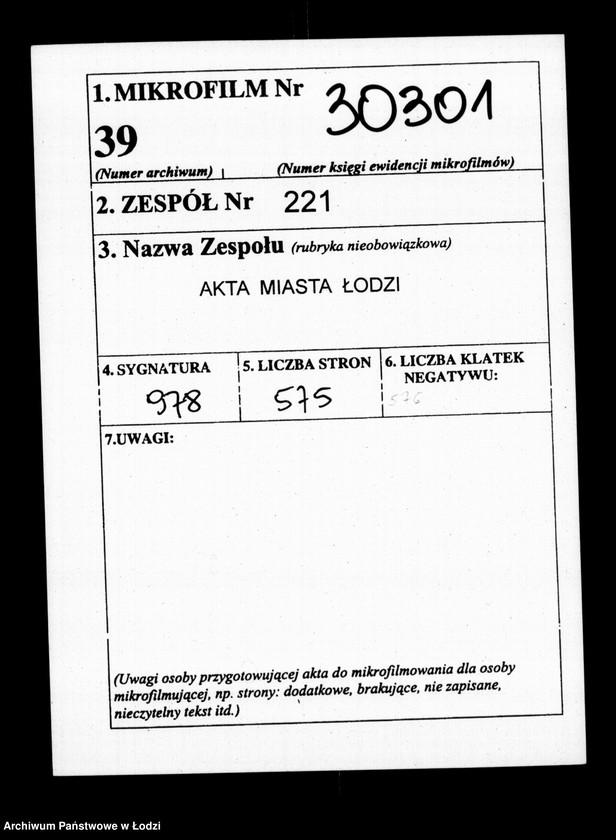 1. MIKROFILM Nr 30301
39
(Numer archiwum) (Numer księgi ewidencji mikrofilmów)
2. ZESPÓŁ Nr 221
3. Nazwa Zespołu (rubryka nieobowiązkowa)
AKTA MIASTA ŁODZI
4. SYGNATURA 5. LICZBA STRON 6. LICZBA KLATEK
NEGATYWU:
978 575 576
7.UWAGI:
(Uwagi osoby przygotowującej akta do mikrofilmowania dla osoby
mikrofilmującej, np. strony: dodatkowe, brakujące, nie zapisane,
nieczytelny tekst itd.)
Archiwum Państwowe w Łodzi